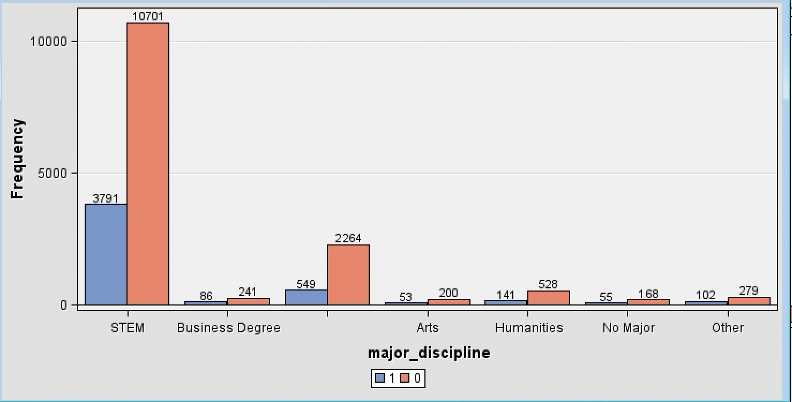 10701
10000
Frequency
5000
3791
2264
549
86 241 53 200 141 528 55 168 102 279
0
STEM Business Degree Arts Humanities No Major Other
major_discipline
1 0